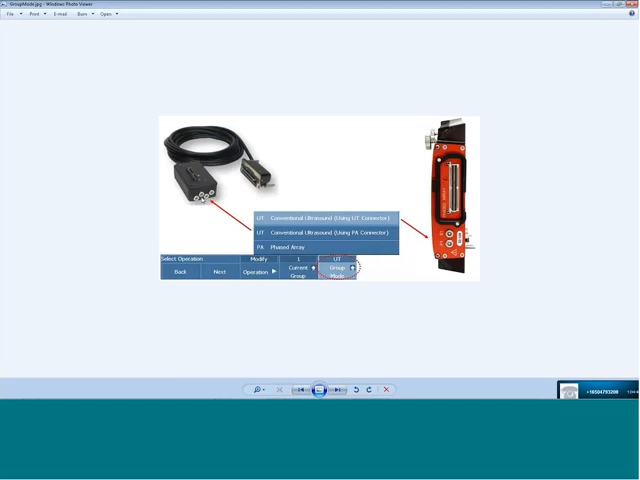 GroupMode.jpg - Windows Photo Viewer
File Print E-mail Burn Open
UT Conventional Ultrasound (Using UT Connector)
UT Conventional Ultrasound (Using PA Connector)
PA Phased Array
Select Operation Modify 1 UT
Back Next Operation Current Group Group Mode
+18504793208